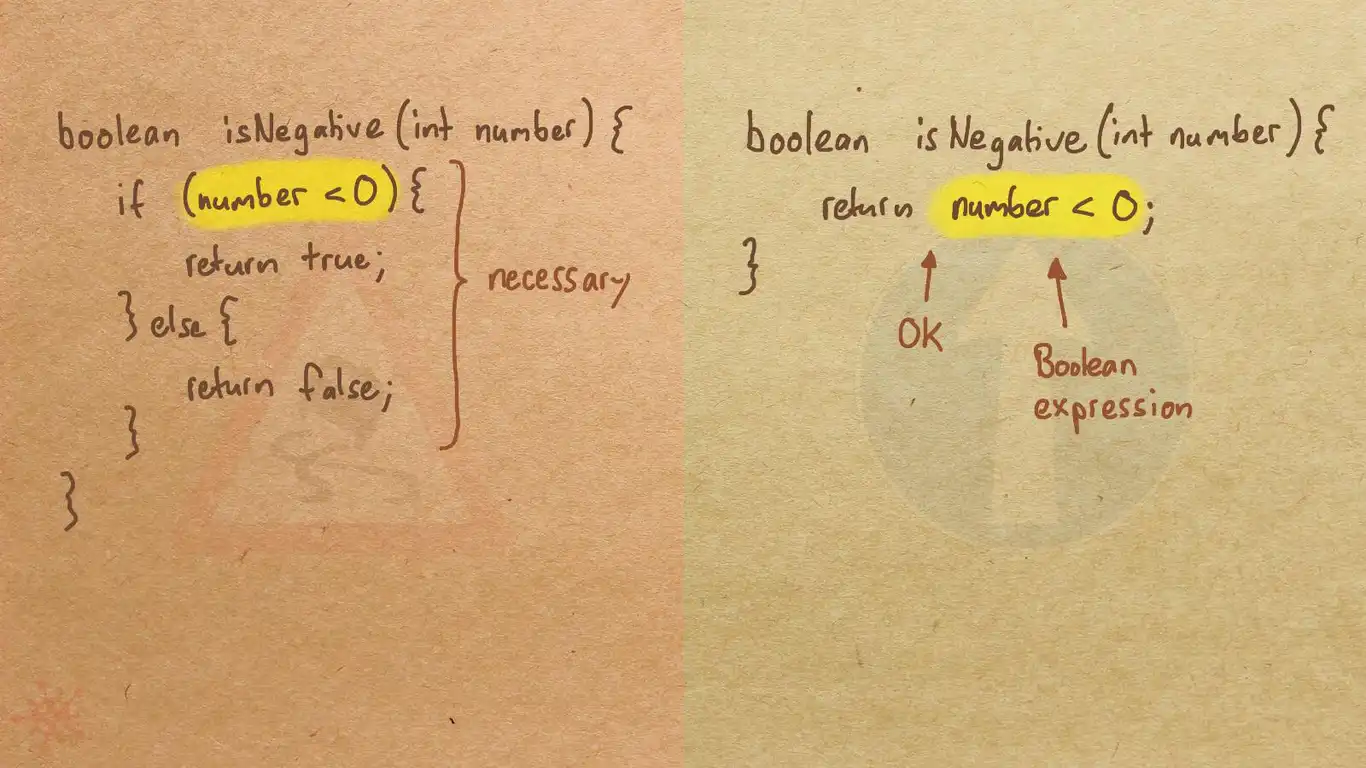 boolean isNegative(int number) {
if (number < 0) {
return true;
} else {
return false;
}
}
necessary
boolean isNegative(int number) {
return number < 0;
}
OK
Boolean
expression